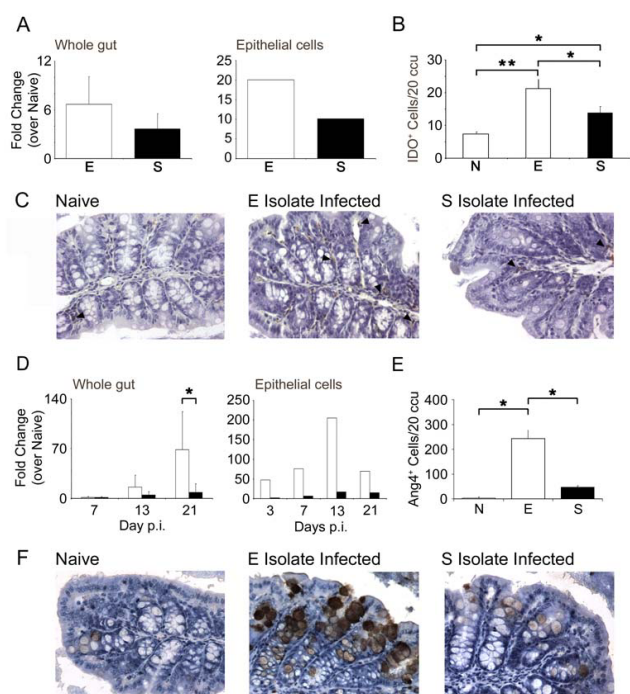 A
Whole gut
Epithelial cells
Fold Change
(over Naive)
12
9
6
3
0
E
S
25
20
15
10
5
0
E
S
B
IDO⁺ Cells/20 ccu
30
20
10
0
*
**
*
N
E
S
C
Naive
E Isolate Infected
S Isolate Infected
D
Whole gut
Epithelial cells
Fold Change
(over Naive)
140
70
0
*
7
13
21
Day p.i.
250
200
150
100
50
0
3
7
13
21
Days p.i.
E
Ang4⁺ Cells/20 ccu
400
300
200
100
0
*
*
N
E
S
F
Naive
E Isolate Infected
S Isolate Infected